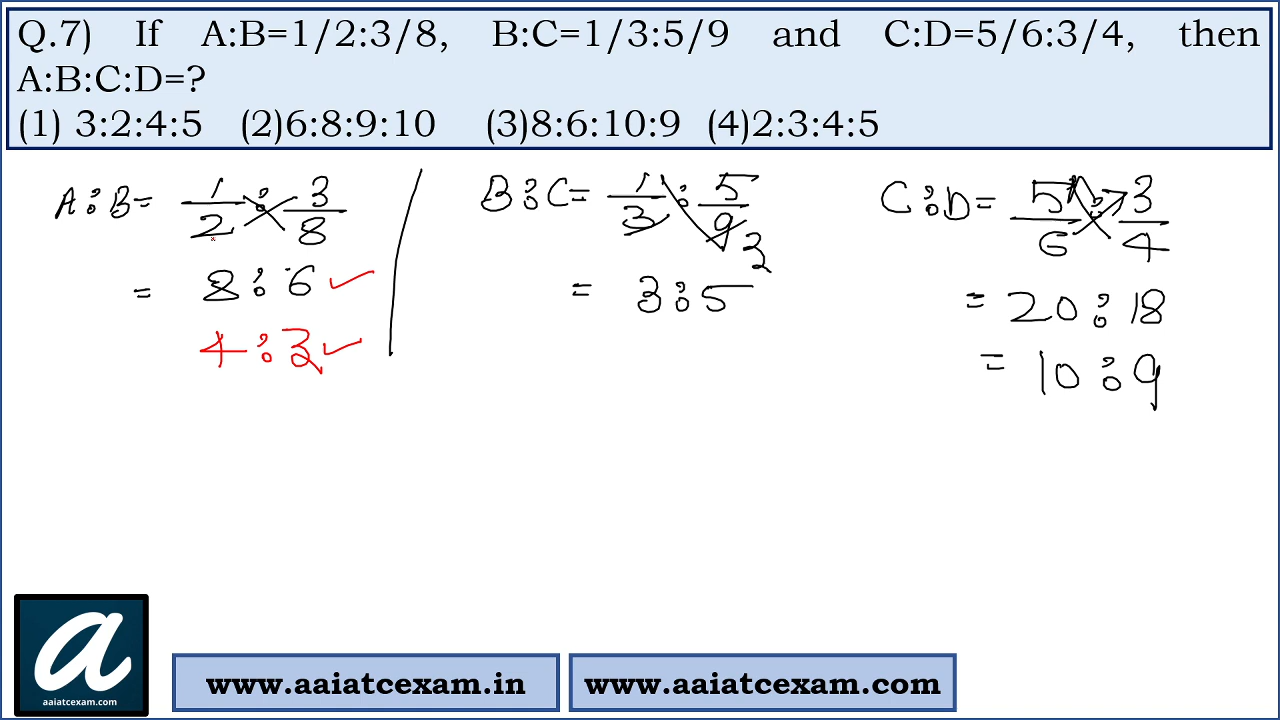 Q.7) If A:B=1/2:3/8, B:C=1/3:5/9 and C:D=5/6:3/4, then
A:B:C:D=?
(1) 3:2:4:5 (2)6:8:9:10 (3)8:6:10:9 (4)2:3:4:5
A:B= 1/2 : 3/8
= 8:6
4:3
B:C= 1/3 : 5/9 3
= 3:5
C:D= 5/6 : 3/4
= 20:18
= 10:9
a
aaiatcexam.com
www.aaiatcexam.in
www.aaiatcexam.com